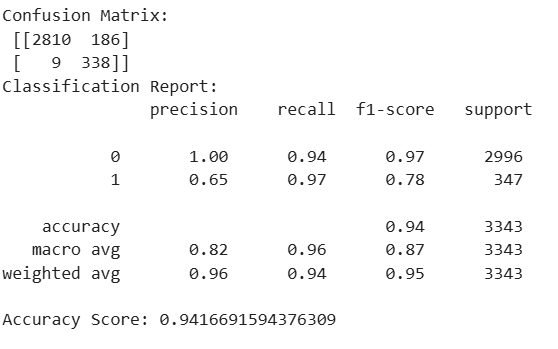 Confusion Matrix:
[[2810 186]
[ 9 338]]
Classification Report:
precision recall f1-score support
0 1.00 0.94 0.97 2996
1 0.65 0.97 0.78 347
accuracy 0.94 3343
macro avg 0.82 0.96 0.87 3343
weighted avg 0.96 0.94 0.95 3343
Accuracy Score: 0.9416691594376309